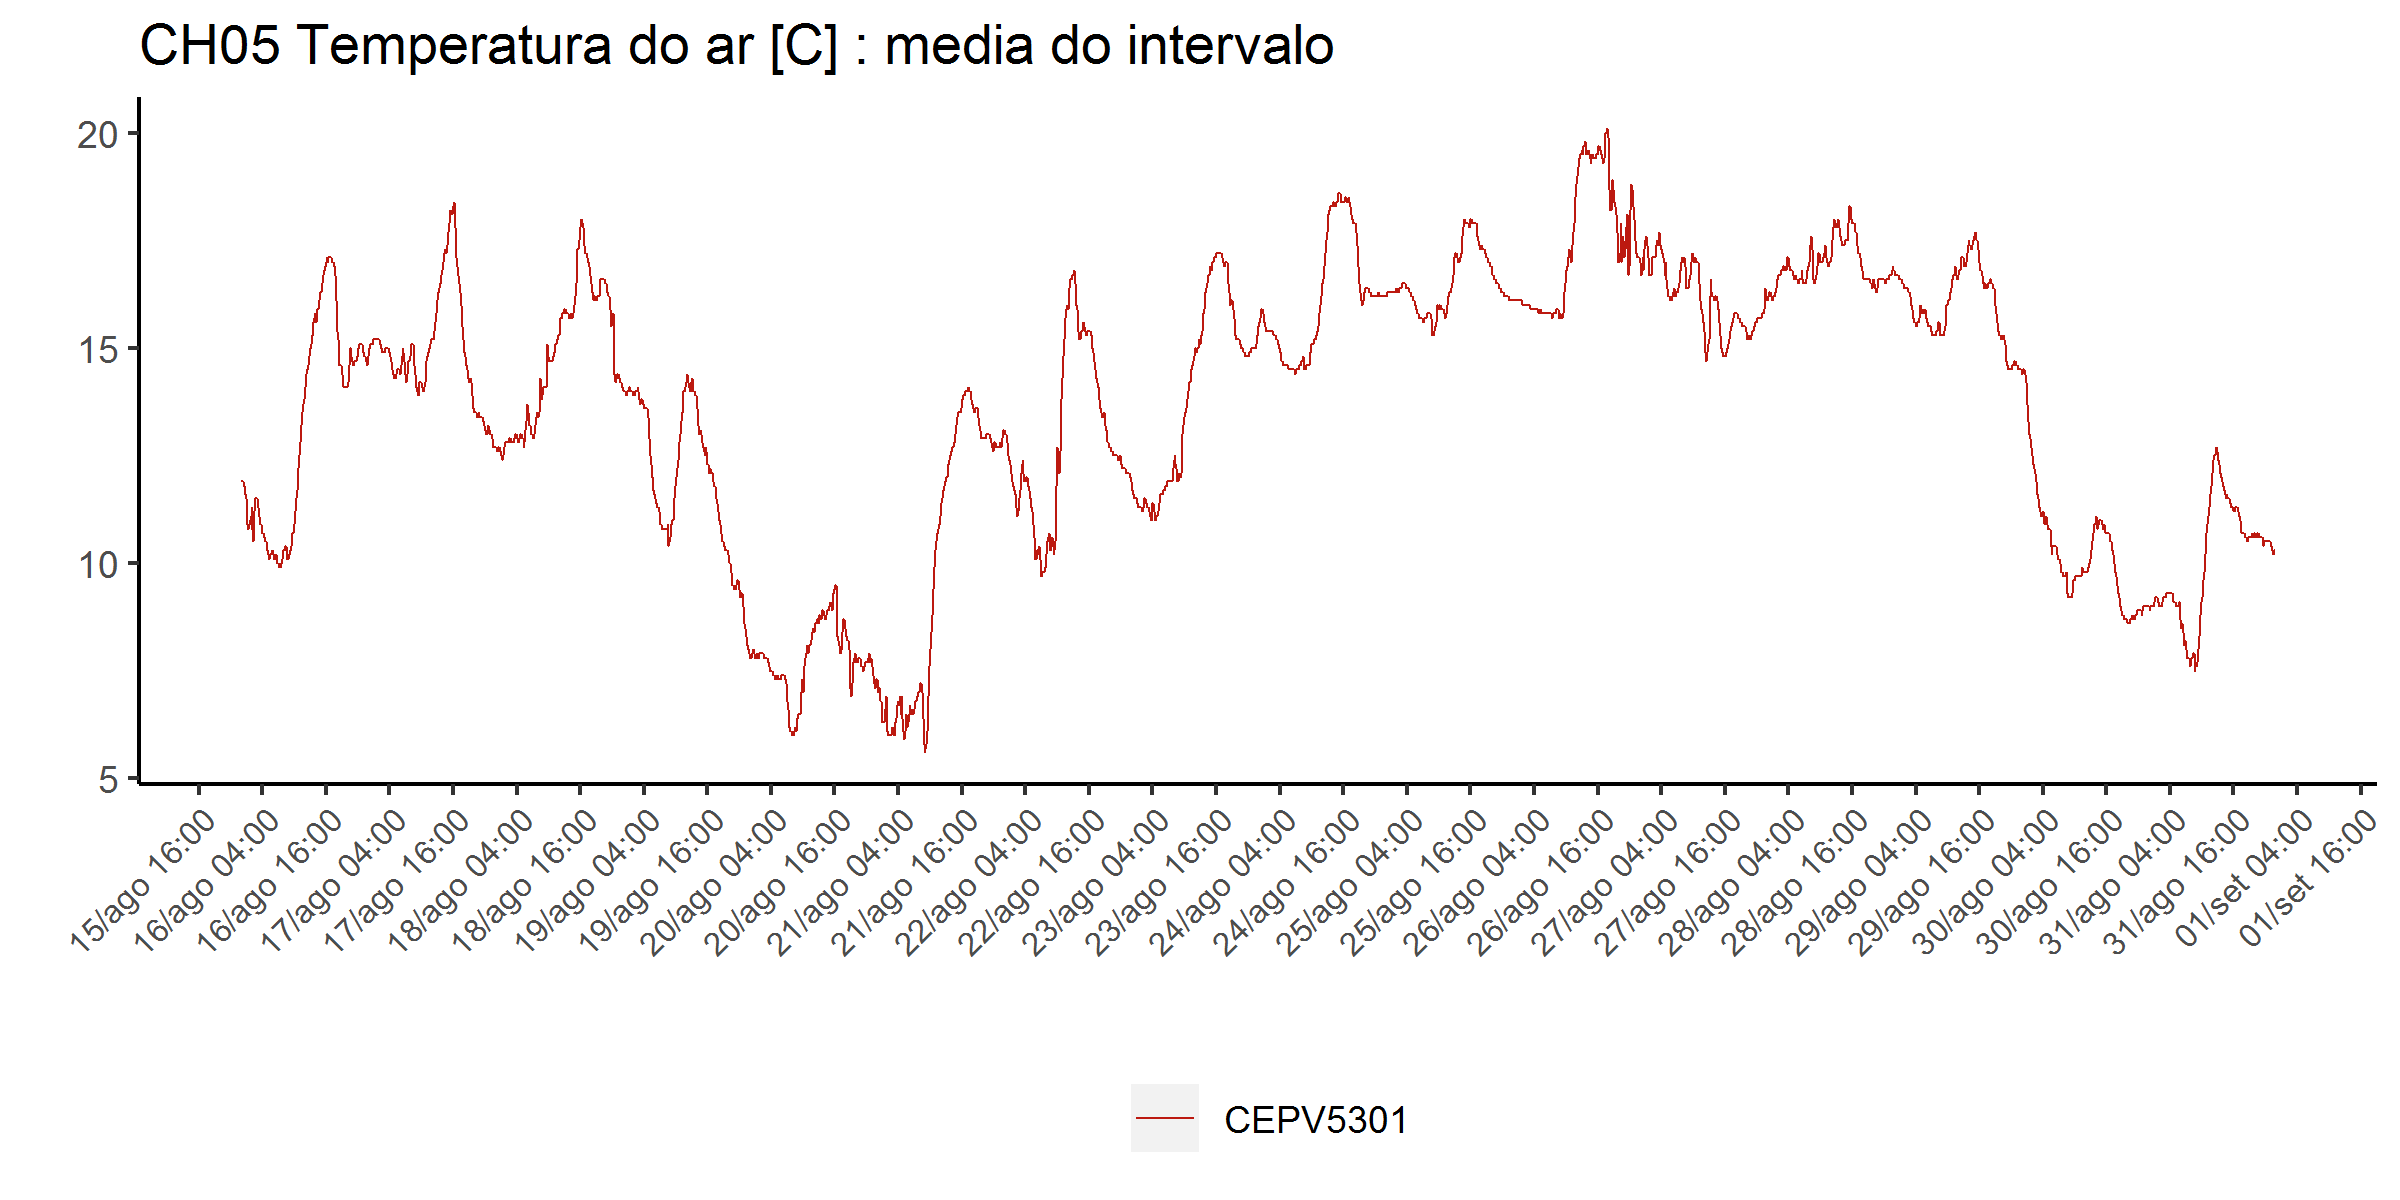 CH05 Temperatura do ar [C] : media do intervalo
20
15
10
5
15/ago 16:00
16/ago 04:00
16/ago 16:00
17/ago 04:00
17/ago 16:00
18/ago 04:00
18/ago 16:00
19/ago 04:00
19/ago 16:00
20/ago 04:00
20/ago 16:00
21/ago 04:00
21/ago 16:00
22/ago 04:00
22/ago 16:00
23/ago 04:00
23/ago 16:00
24/ago 04:00
24/ago 16:00
25/ago 04:00
25/ago 16:00
26/ago 04:00
26/ago 16:00
27/ago 04:00
27/ago 16:00
28/ago 04:00
28/ago 16:00
29/ago 04:00
29/ago 16:00
30/ago 04:00
30/ago 16:00
31/ago 04:00
31/ago 16:00
01/set 04:00
01/set 16:00
CEPV5301